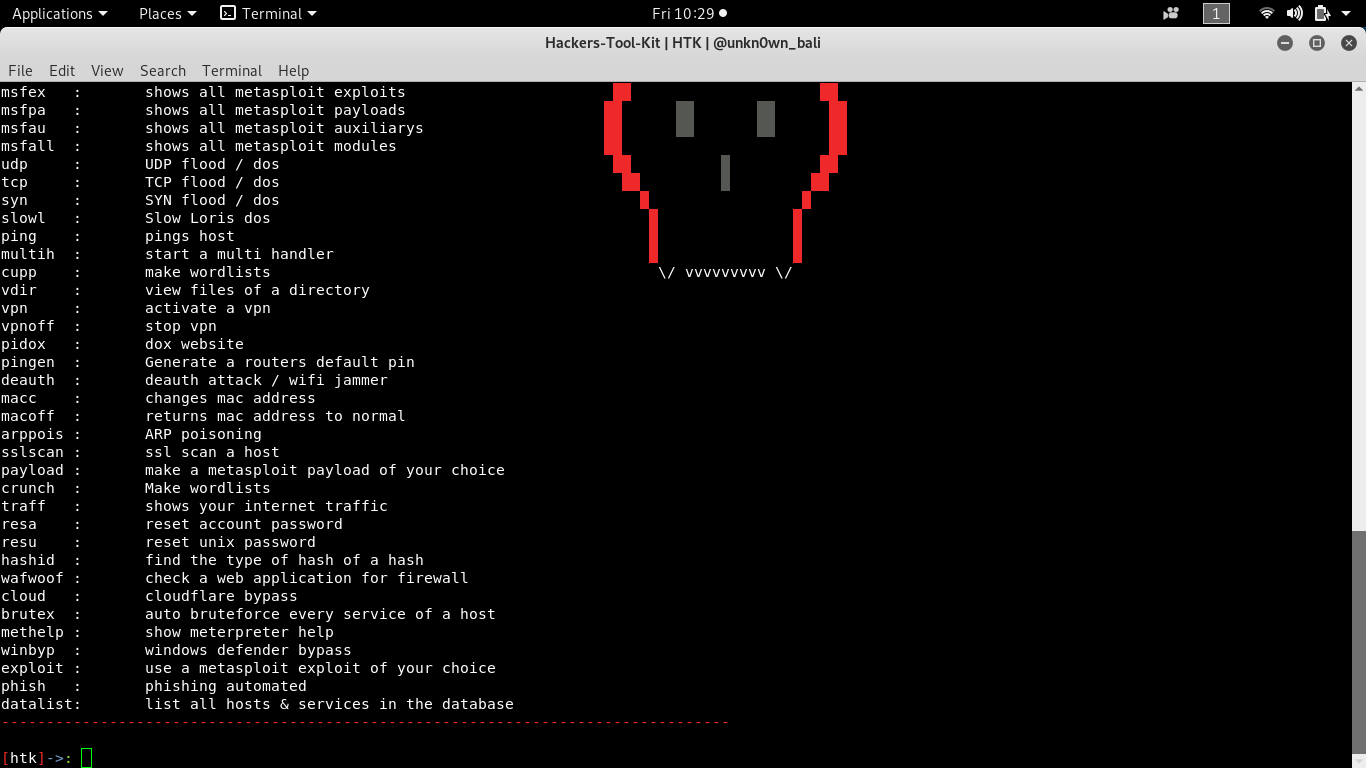 Applications Places Terminal Fri 10:29 1
Hackers-Tool-Kit | HTK | @unkn0wn_bali
File Edit View Search Terminal Help
msfex   :       shows all metasploit exploits
msfpa   :       shows all metasploit payloads
msfau   :       shows all metasploit auxiliarys
msfall  :       shows all metasploit modules
udp     :       UDP flood / dos
tcp     :       TCP flood / dos
syn     :       SYN flood / dos
slowl   :       Slow Loris dos
ping    :       pings host
multih  :       start a multi handler
cupp    :       make wordlists \/ vvvvvvvvv \/
vdir    :       view files of a directory
vpn     :       activate a vpn
vpnoff  :       stop vpn
pidox   :       dox website
pingen  :       Generate a routers default pin
deauth  :       deauth attack / wifi jammer
macc    :       changes mac address
macoff  :       returns mac address to normal
arppois :       ARP poisoning
sslscan :       ssl scan a host
payload :       make a metasploit payload of your choice
crunch  :       Make wordlists
traff   :       shows your internet traffic
resa    :       reset account password
resu    :       reset unix password
hashid  :       find the type of hash of a hash
wafwoof :       check a web application for firewall
cloud   :       cloudflare bypass
brutex  :       auto bruteforce every service of a host
methelp :       show meterpreter help
winbyp  :       windows defender bypass
exploit :       use a metasploit exploit of your choice
phish   :       phishing automated
datalist:       list all hosts & services in the database
---------------------------------------------------------------------------------
[htk]->: